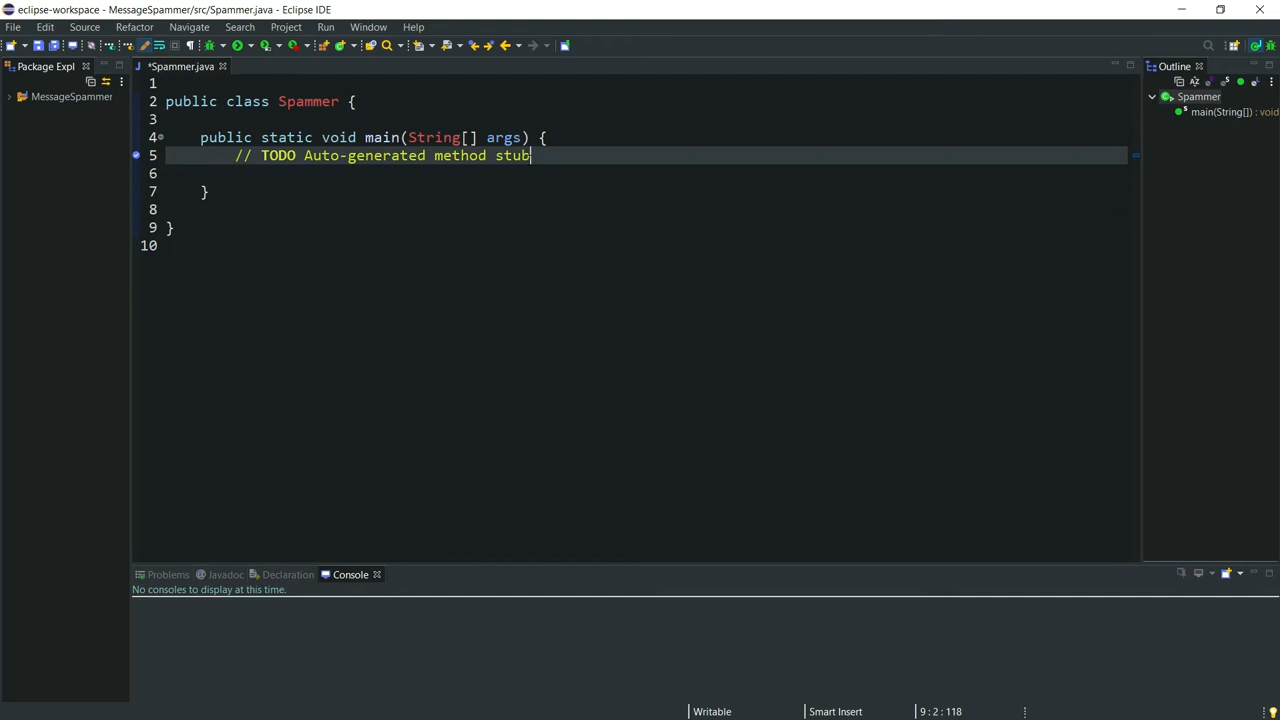 eclipse-workspace - MessageSpammer/src/Spammer.java - Eclipse IDE
File Edit Source Refactor Navigate Search Project Run Window Help
Package Expl
*Spammer.java
Outline
MessageSpammer
Spammer
main(String[]) : void
1
2 public class Spammer {
3
4 public static void main(String[] args) {
5 // TODO Auto-generated method stub
6
7 }
8
9 }
10
Problems Javadoc Declaration Console
No consoles to display at this time.
Writable Smart Insert 9 : 2 : 118